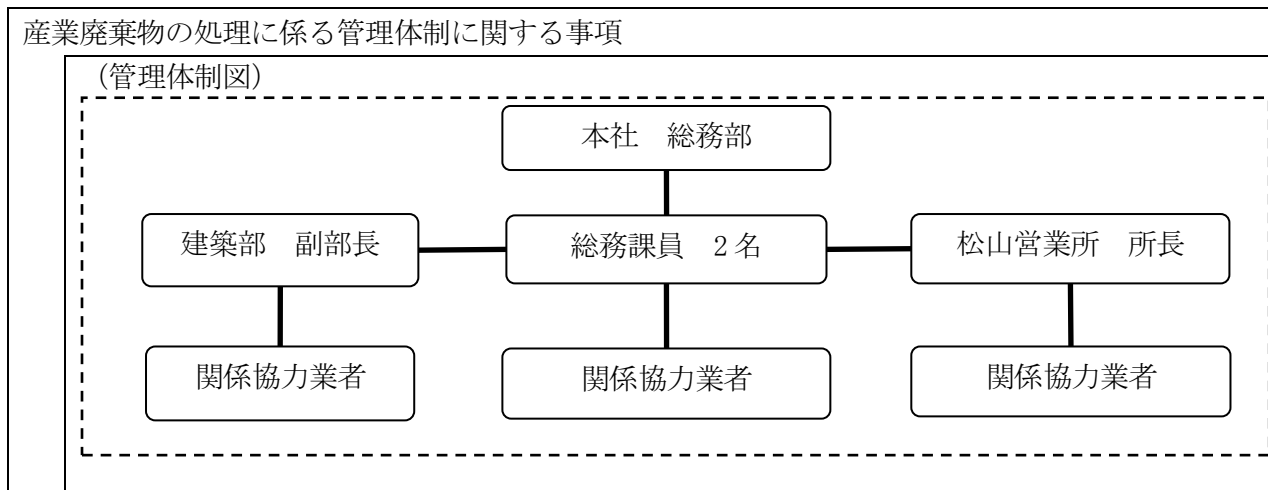 産業廃棄物の処理に係る管理体制に関する事項
（管理体制図）
本社　総務部
建築部　副部長
総務課員　2名
松山営業所　所長
関係協力業者
関係協力業者
関係協力業者